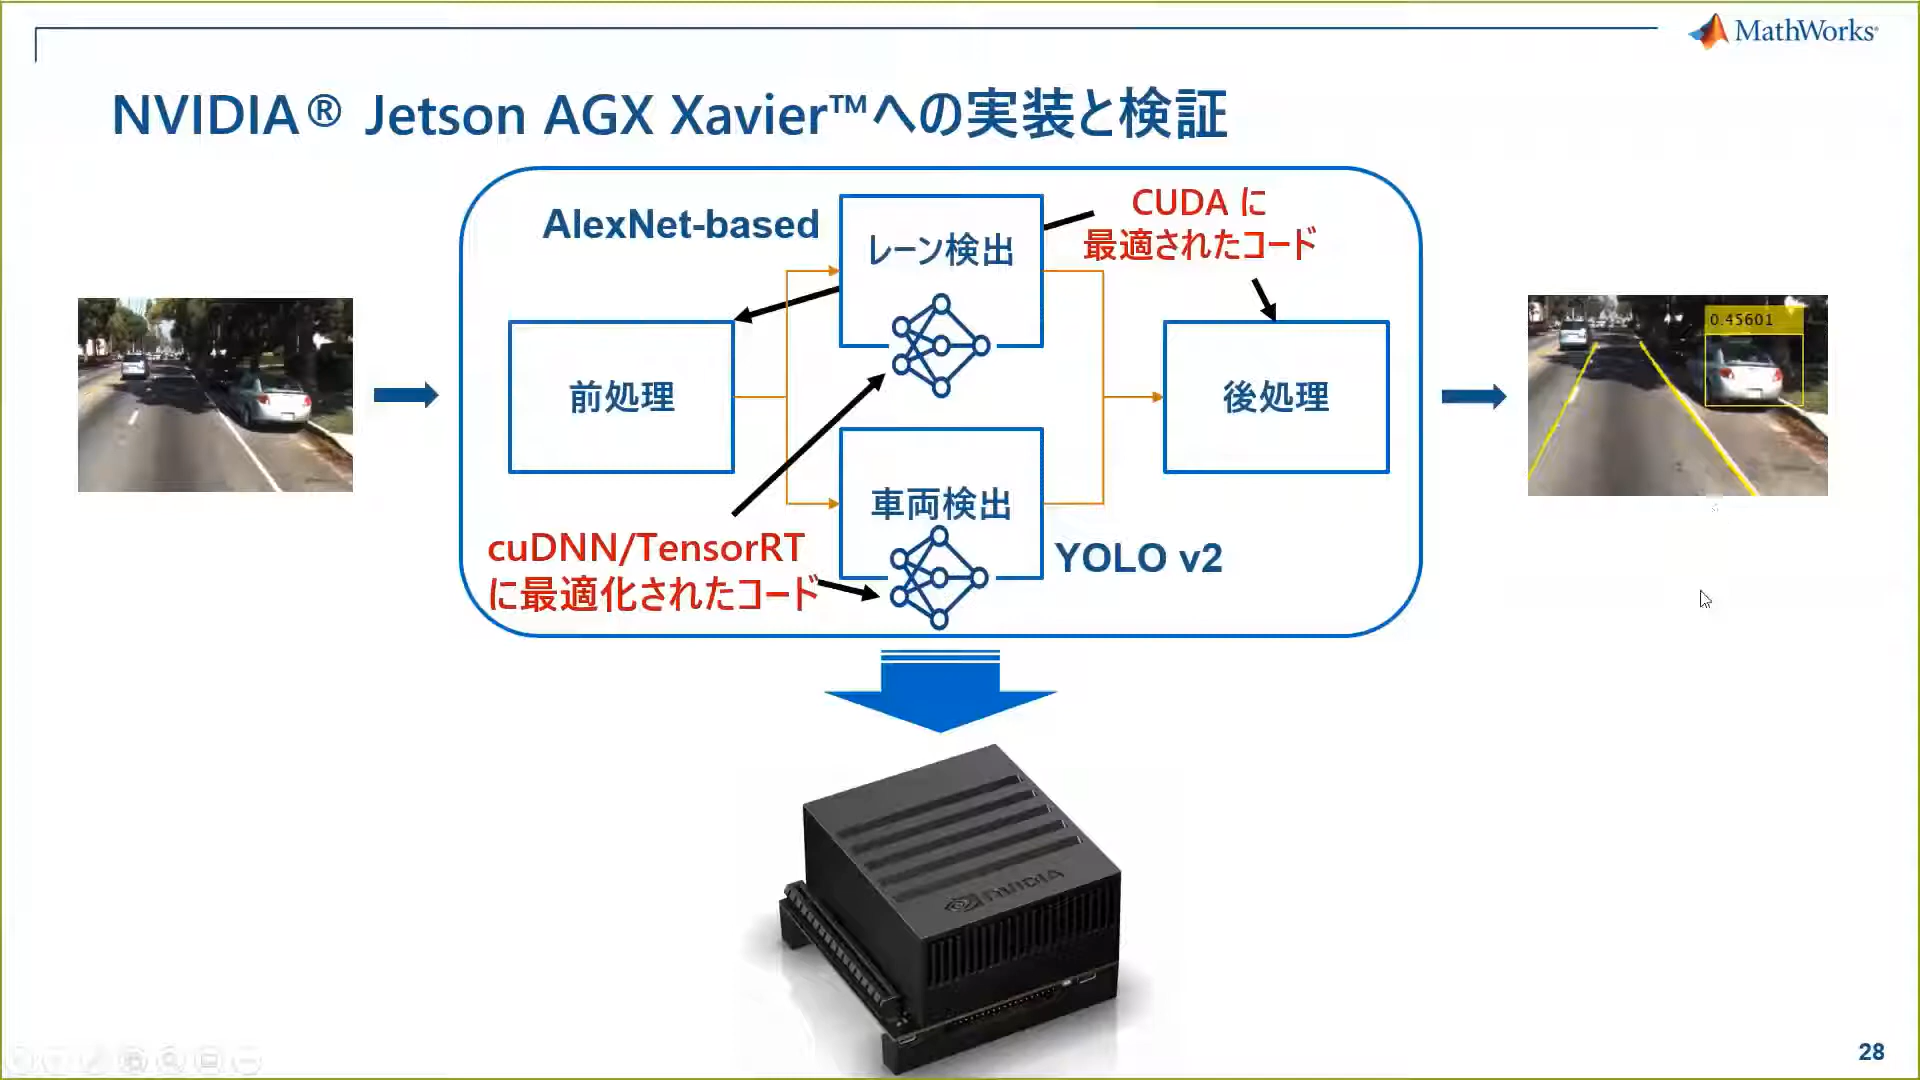 MathWorks®
NVIDIA® Jetson AGX Xavier™への実装と検証
AlexNet-based
レーン検出
CUDA に
最適されたコード
前処理
後処理
0.45601
車両検出
YOLO v2
cuDNN/TensorRT
に最適化されたコード
NVIDIA
28